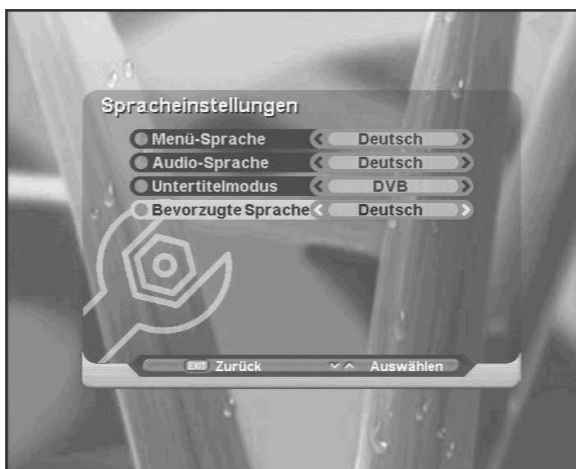 Spracheinstellungen
Menü-Sprache Deutsch
Audio-Sprache Deutsch
Untertitelmodus DVB
Bevorzugte Sprache Deutsch
EXIT Zurück Auswählen